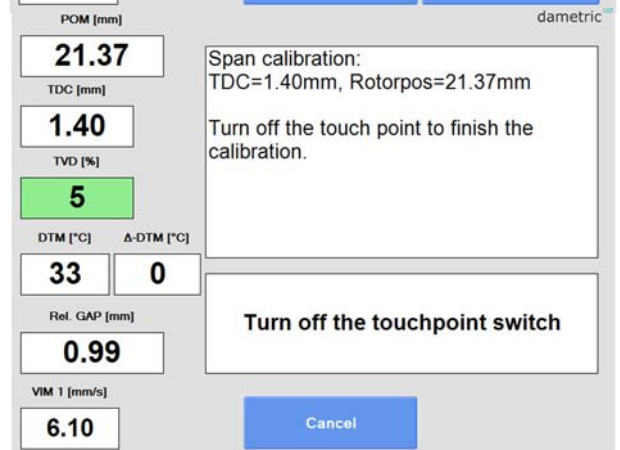 POM [mm]
21.37
TDC [mm]
1.40
TVD [%]
5
DTM [°C]
Δ-DTM [°C]
33
0
Rel. GAP [mm]
0.99
VIM 1 [mm/s]
6.10
dametric
Span calibration:
TDC=1.40mm, Rotorpos=21.37mm
Turn off the touch point to finish the
calibration.
Turn off the touchpoint switch
Cancel